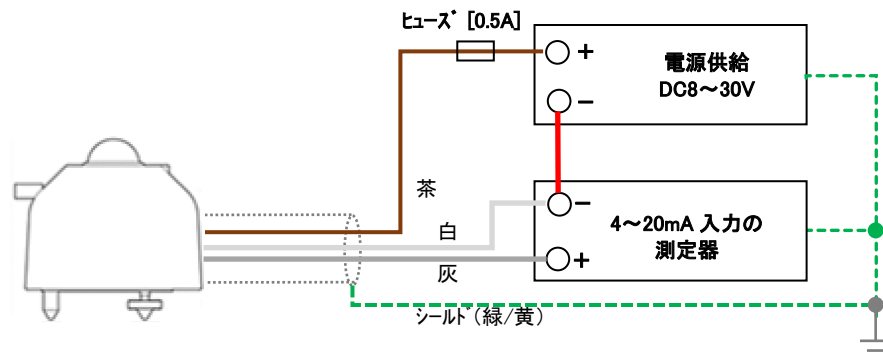 ﾋｭｰｽﾞ [0.5A]
+
電源供給
DC8～30V
−
茶
−
4～20mA 入力の
測定器
白
+
灰
ｼｰﾙﾄﾞ(緑/黄)